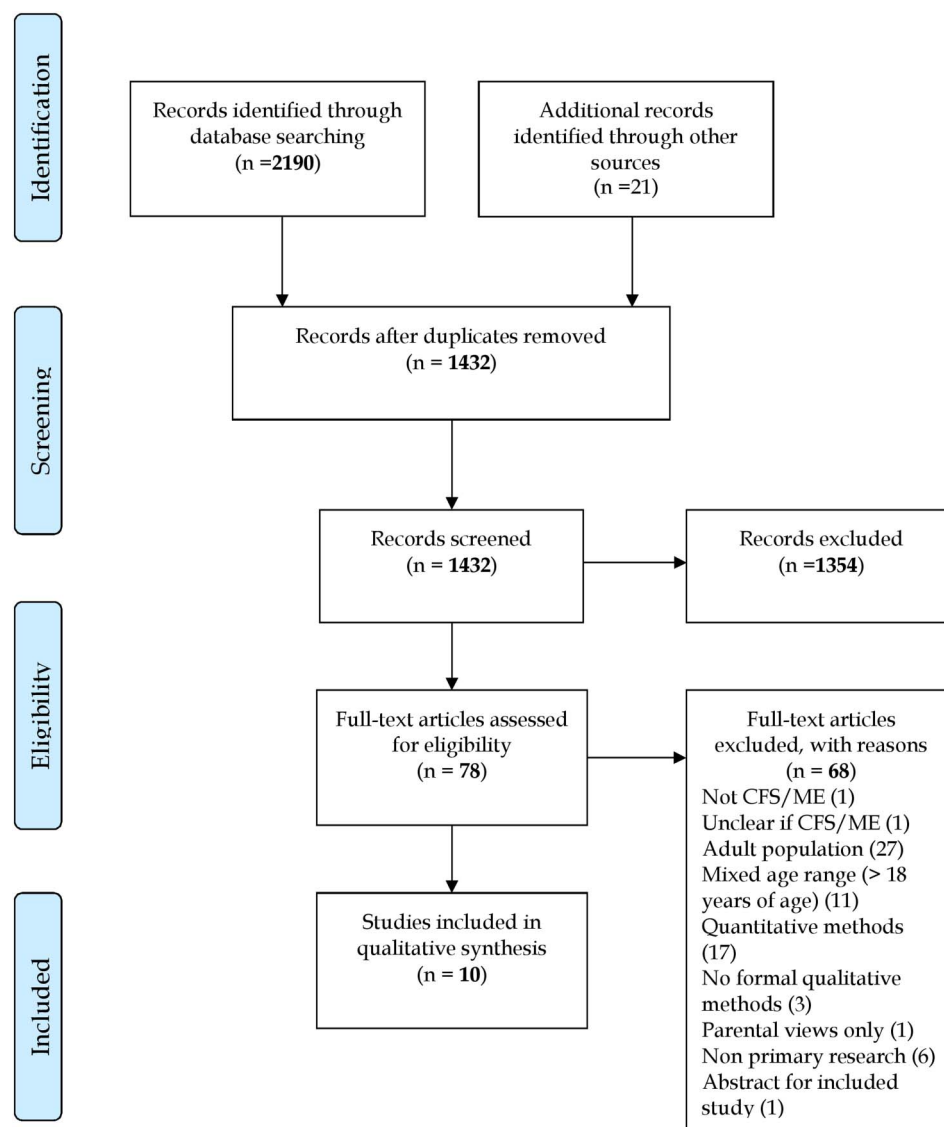 Identification
Records identified through
database searching
(n =2190)
Additional records
identified through other
sources
(n =21)
Screening
Records after duplicates removed
(n = 1432)
Records screened
(n = 1432)
Records excluded
(n =1354)
Eligibility
Full-text articles assessed
for eligibility
(n = 78)
Full-text articles
excluded, with reasons
(n = 68)
Not CFS/ME (1)
Unclear if CFS/ME (1)
Adult population (27)
Mixed age range (> 18
years of age) (11)
Quantitative methods
(17)
No formal qualitative
methods (3)
Parental views only (1)
Non primary research (6)
Abstract for included
study (1)
Included
Studies included in
qualitative synthesis
(n = 10)